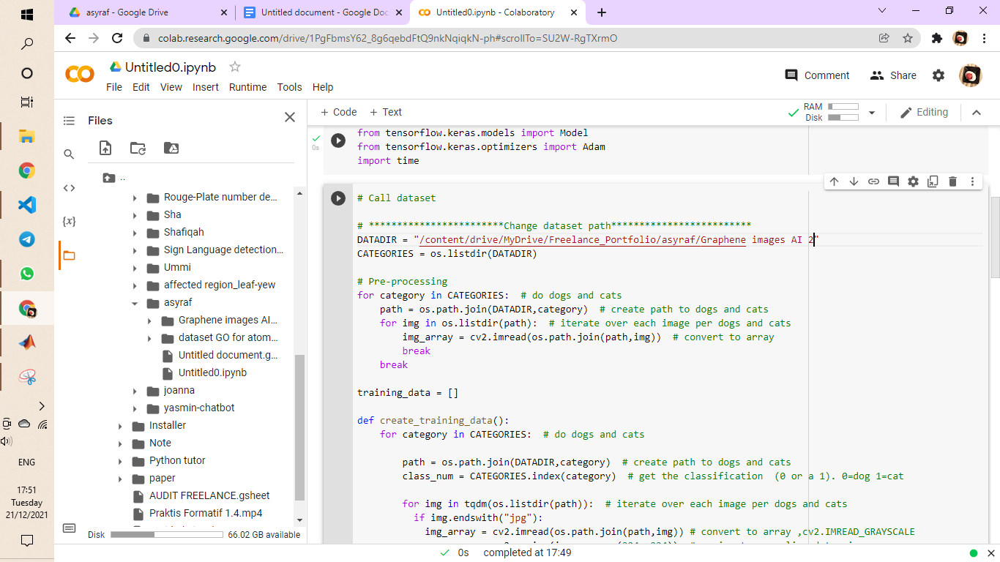 asyraf - Google Drive
Untitled document - Google Doc
Untitled0.ipynb - Colaboratory
colab.research.google.com/drive/1PgFbmsY62_8g6qebdFtQ9nkNqiqkN-ph#scrollTo=SU2W-RgTXrmO
Untitled0.ipynb
File Edit View Insert Runtime Tools Help
Comment
Share
Files
+ Code + Text
RAM
Disk
Editing
..
Rouge-Plate number de...
Sha
Shafiqah
Sign Language detection...
Ummi
affected region_leaf-yew
asyraf
Graphene images AI...
dataset GO for atom...
Untitled document.g...
Untitled0.ipynb
joanna
yasmin-chatbot
Installer
Note
Python tutor
paper
AUDIT FREELANCE.gsheet
Praktis Formatif 1.4.mp4
Disk 66.02 GB available
0s
from tensorflow.keras.models import Model
from tensorflow.keras.optimizers import Adam
import time
# Call dataset
# ************************Change dataset path*************************
DATADIR = "/content/drive/MyDrive/Freelance_Portfolio/asyraf/Graphene images AI 2"
CATEGORIES = os.listdir(DATADIR)
# Pre-processing
for category in CATEGORIES:  # do dogs and cats
    path = os.path.join(DATADIR,category)  # create path to dogs and cats
    for img in os.listdir(path):  # iterate over each image per dogs and cats
        img_array = cv2.imread(os.path.join(path,img))  # convert to array
        break
    break
training_data = []
def create_training_data():
    for category in CATEGORIES:  # do dogs and cats
        path = os.path.join(DATADIR,category)  # create path to dogs and cats
        class_num = CATEGORIES.index(category)  # get the classification  (0 or a 1). 0=dog 1=cat
        for img in tqdm(os.listdir(path)):  # iterate over each image per dogs and cats
          if img.endswith("jpg"):
            img_array = cv2.imread(os.path.join(path,img)) # convert to array ,cv2.IMREAD_GRAYSCALE
0s completed at 17:49
ENG
17:51
Tuesday
21/12/2021